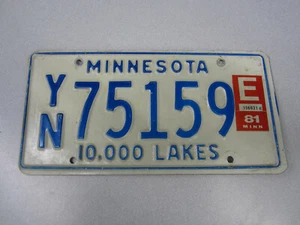 MINNESOTA
YN 75159 E
81
MINN
10,000 LAKES